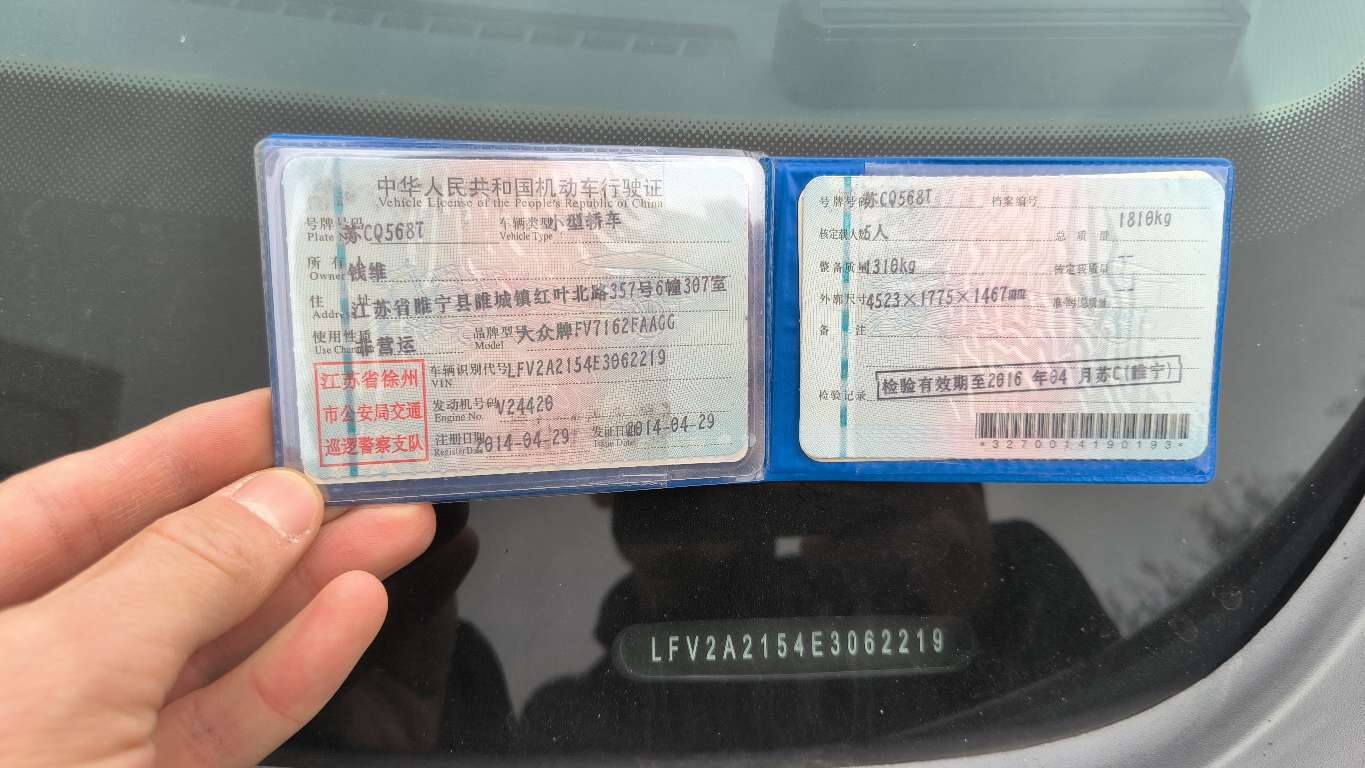 中华人民共和国机动车行驶证
Vehicle License of the People's Republic of China
号牌号码 苏CQ568T 车辆类型 小型轿车
Plate No. Vehicle Type
所有人 钱维
Owner
住址 江苏省睢宁县睢城镇红叶北路357号6幢307室
Address
使用性质 非营运 品牌型号 大众牌FV7162FAAGG
Use Character Model
江苏省徐州
市公安局交通
巡逻警察支队
车辆识别代号 LFV2A2154E3062219
VIN
发动机号码 V24420
Engine No.
注册日期 2014-04-29 发证日期 2014-04-29
Register Date Issue Date
号牌号码 苏CQ568T 档案编号
核定载人数 5人 总质量 1810kg
整备质量 1310kg 核定载质量 --
外廓尺寸 4523×1775×1467mm 准牵引总质量 --
备注
检验记录 检验有效期至2016年04月苏C(睢宁)
*3270014190193*
LFV2A2154E3062219